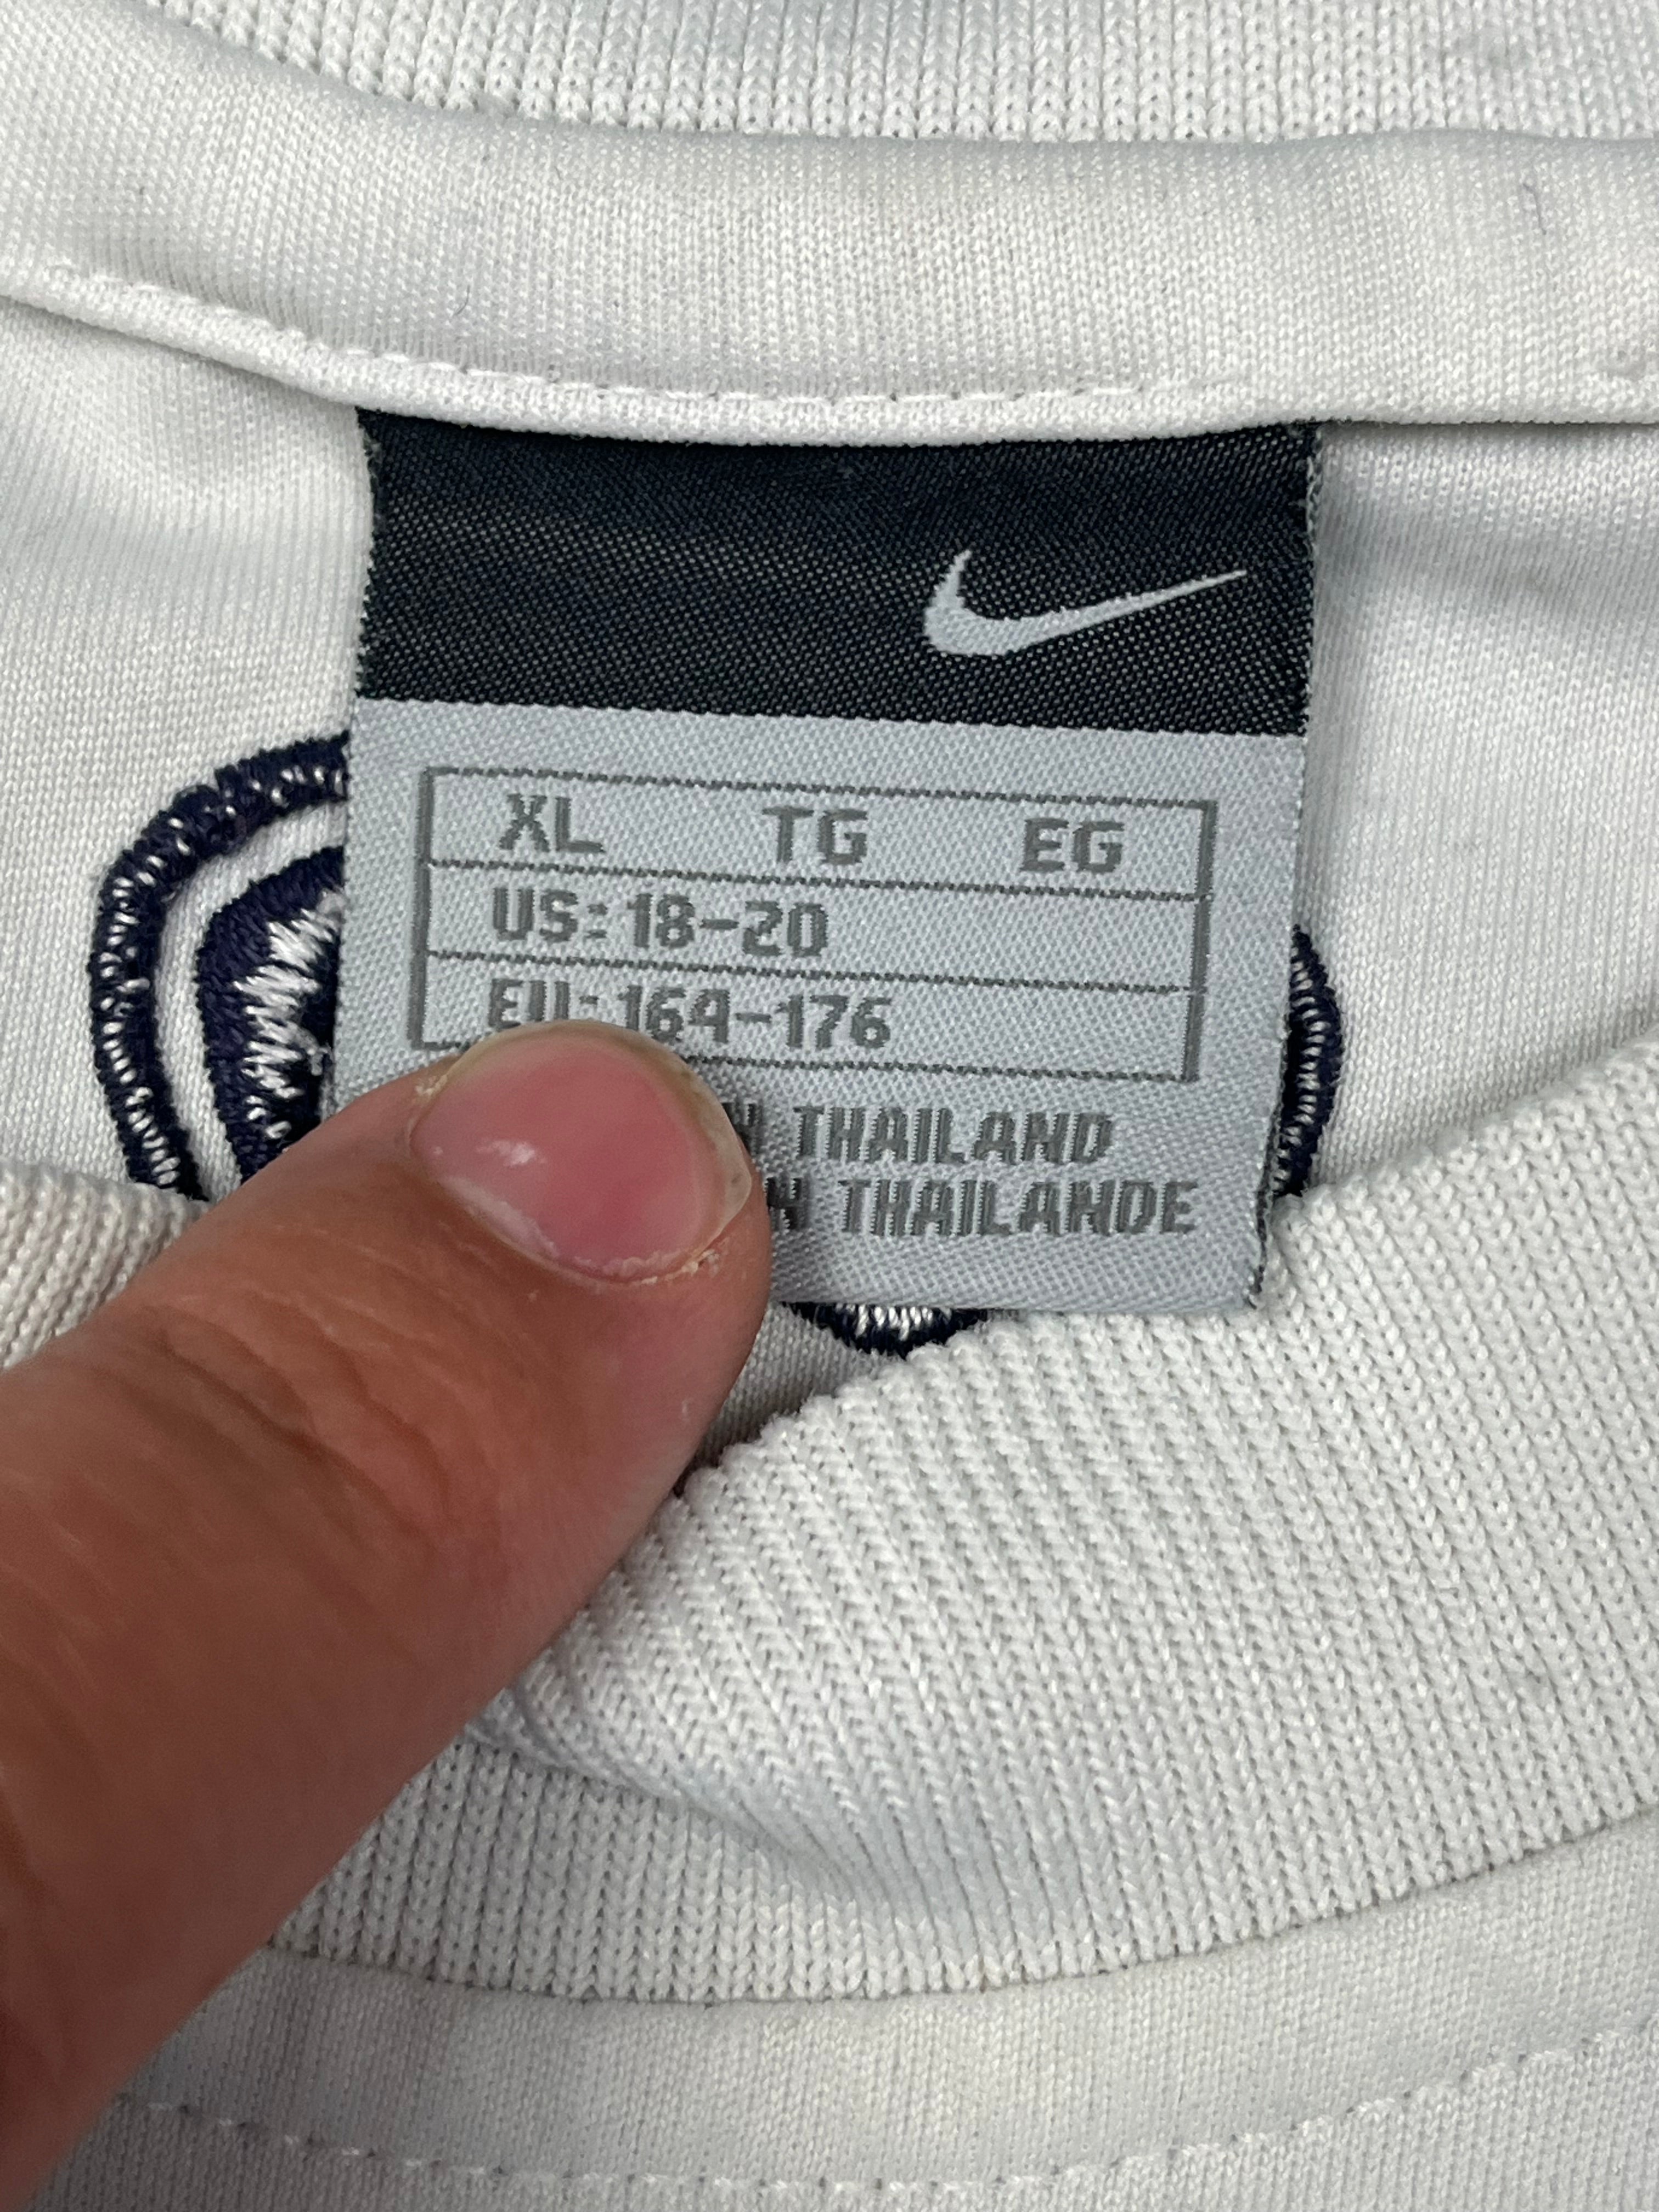 XL TG EG
US: 18-20
EU: 164-176
THAILAND
THAILANDE